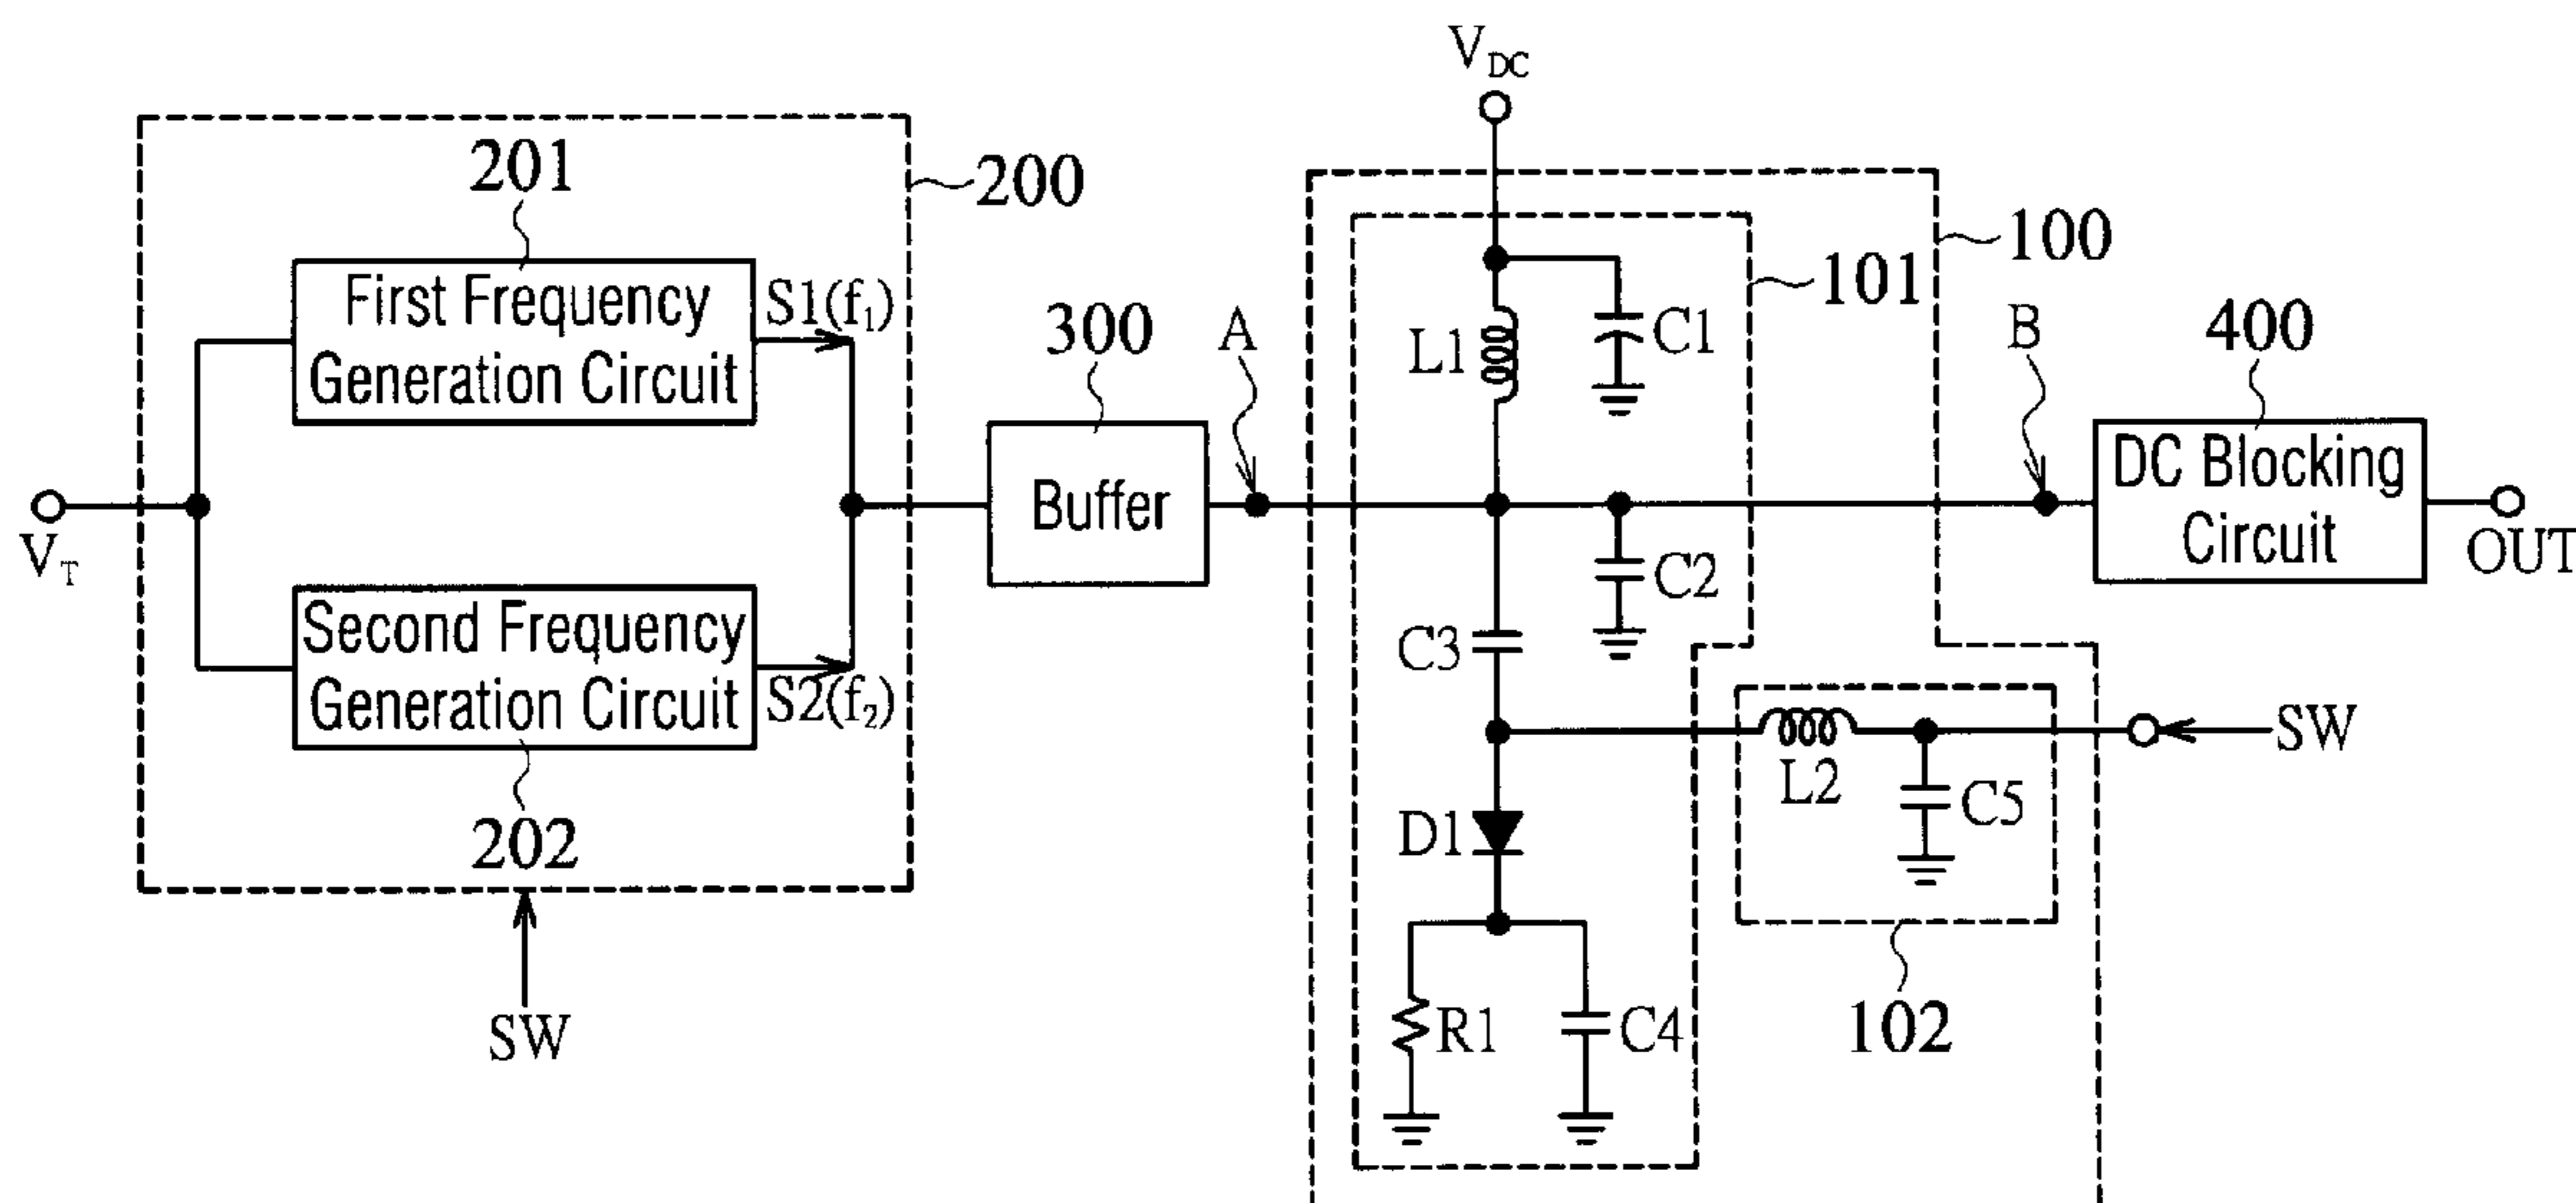 V_DC
201
200
100
First Frequency
Generation Circuit
S1(f₁)
101
300
A
L1
C1
B
400
Buffer
DC Blocking
Circuit
V_T
OUT
C2
Second Frequency
Generation Circuit
S2(f₂)
C3
SW
L2
C5
D1
202
SW
R1
C4
102